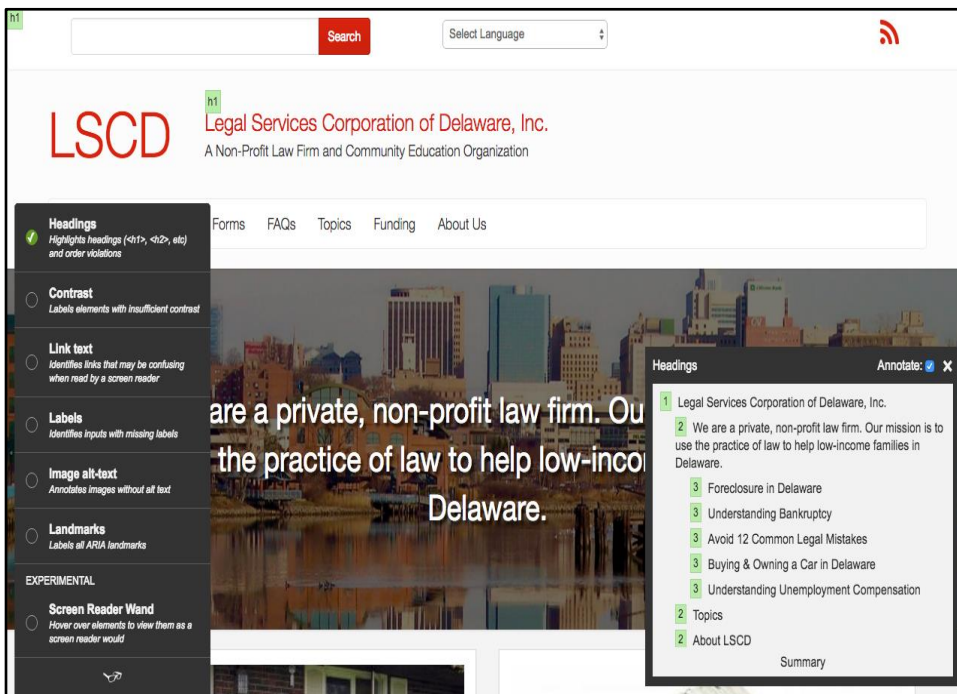 h1
Search
Select Language
h1
LSCD
Legal Services Corporation of Delaware, Inc.
A Non-Profit Law Firm and Community Education Organization
Forms FAQs Topics Funding About Us
Headings
Highlights headings (<h1>, <h2>, etc)
and order violations
Contrast
Labels elements with insufficient contrast
Link text
Identifies links that may be confusing
when read by a screen reader
Labels
Identifies inputs with missing labels
Image alt-text
Annotates images without alt text
Landmarks
Labels all ARIA landmarks
EXPERIMENTAL
Screen Reader Wand
Hover over elements to view them as a
screen reader would
are a private, non-profit law firm. Ou
the practice of law to help low-inco
Delaware.
Headings Annotate:
1 Legal Services Corporation of Delaware, Inc.
2 We are a private, non-profit law firm. Our mission is to
use the practice of law to help low-income families in
Delaware.
3 Foreclosure in Delaware
3 Understanding Bankruptcy
3 Avoid 12 Common Legal Mistakes
3 Buying & Owning a Car in Delaware
3 Understanding Unemployment Compensation
2 Topics
2 About LSCD
Summary